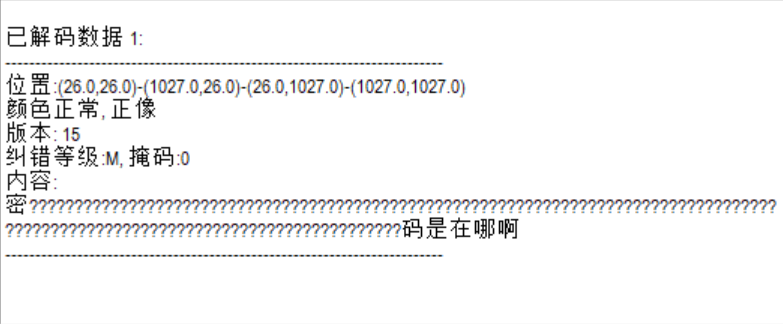 已解码数据 1:
-------------------------------------------------------------------------
位置:(26.0,26.0)-(1027.0,26.0)-(26.0,1027.0)-(1027.0,1027.0)
颜色正常, 正像
版本: 15
纠错等级:M, 掩码:0
内容:
密???????????????????????????????????????????????????????????????????????????????????
????????????????????????????????????????????码是在哪啊
-------------------------------------------------------------------------